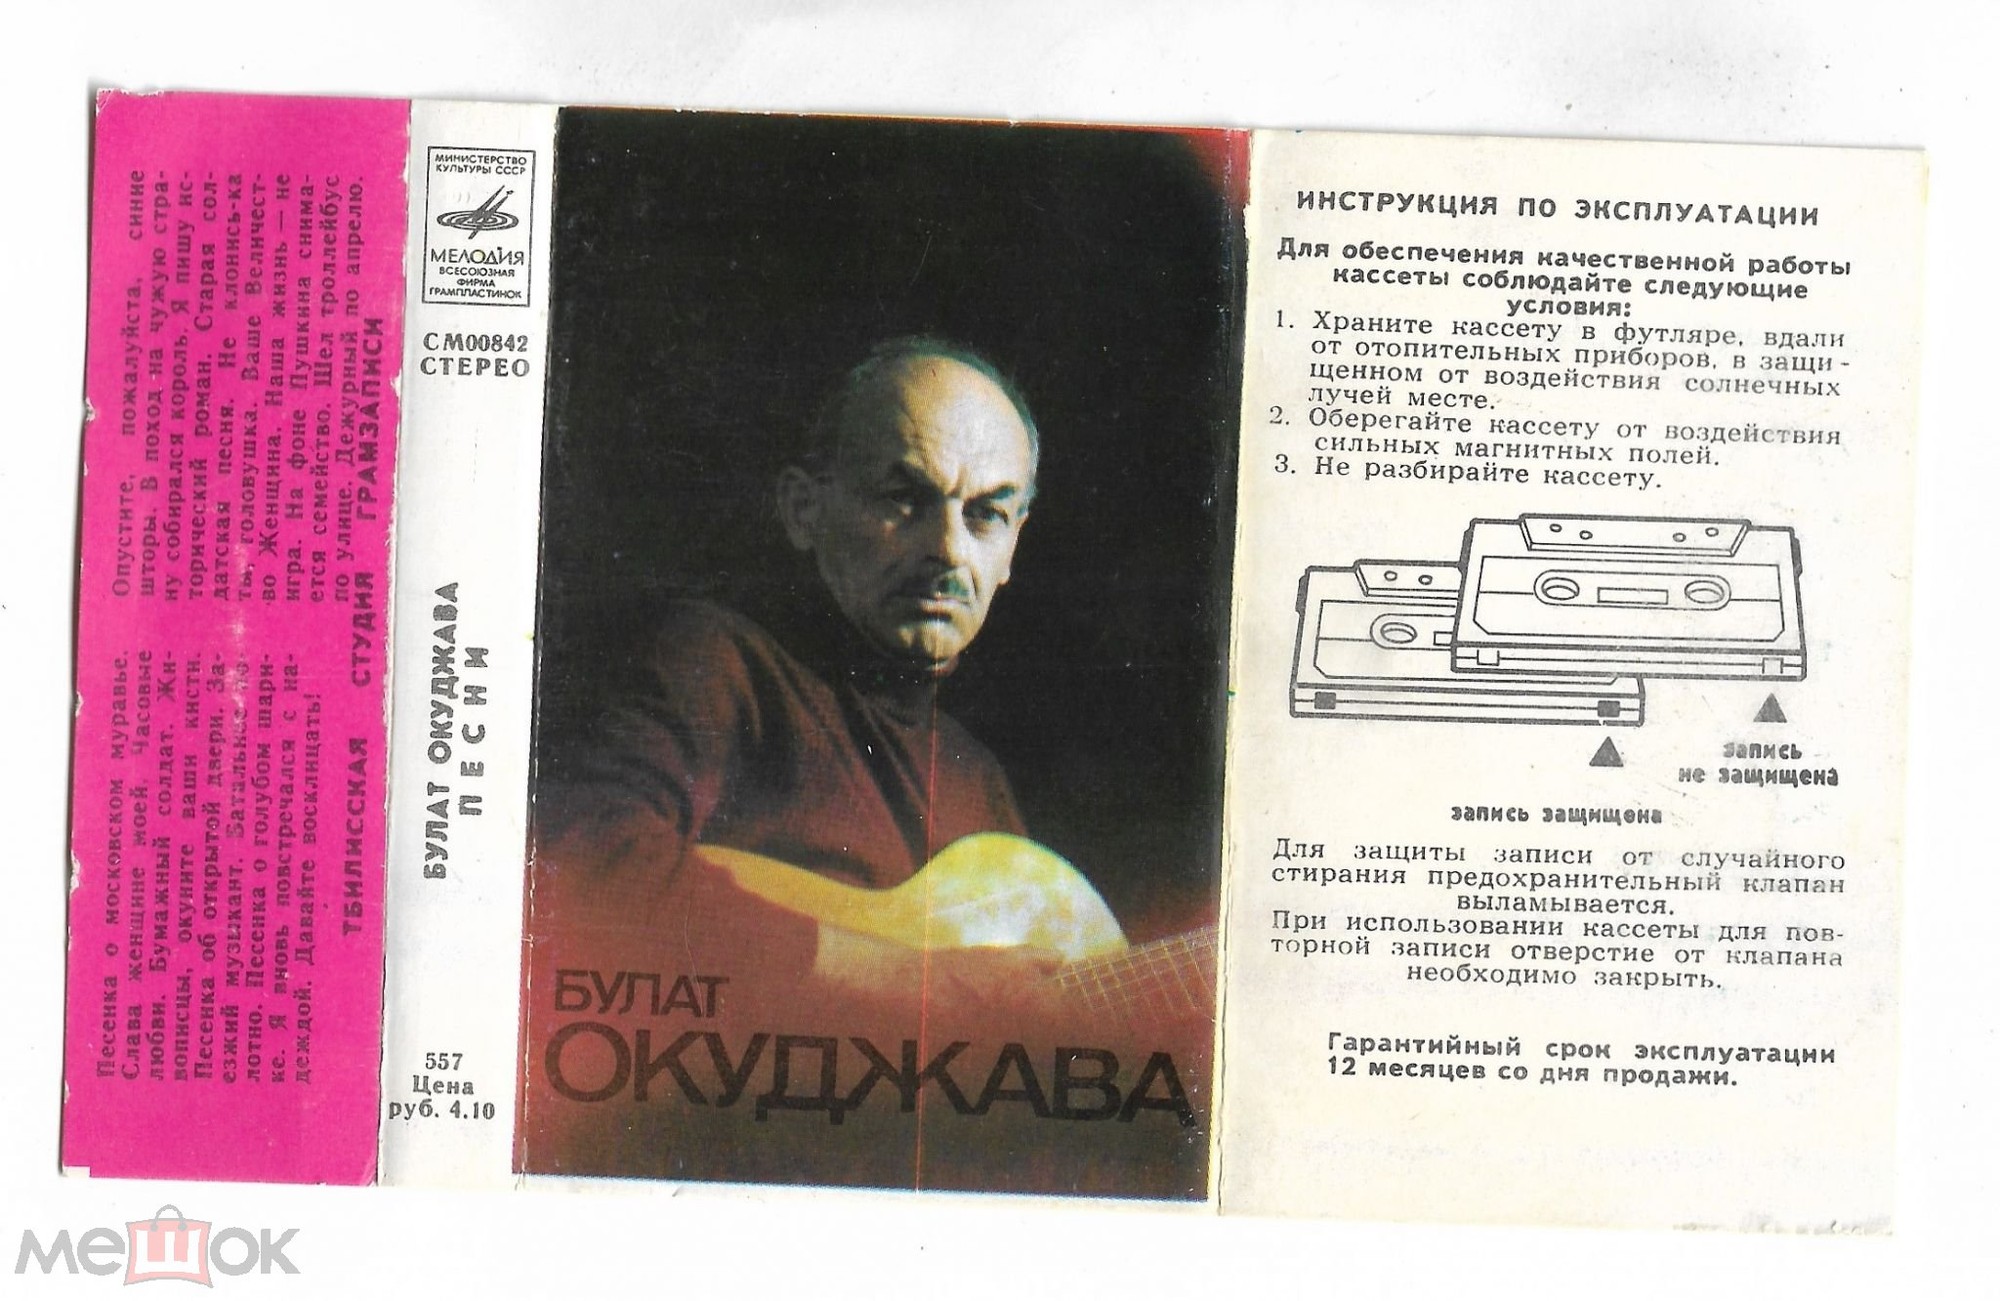 Песенка о московском муравье.
Слава женщине моей. Часовые
любви. Бумажный солдат. Жи-
вописцы, окуните ваши кисти.
Песенка об открытой двери. За-
езжий музыкант. Батальное по-
лотно. Песенка о голубом шари-
ке. Я вновь повстречался с на-
деждой. Давайте восклицать!
Опустите, пожалуйста, синие
шторы. В поход на чужую стра-
ну собирался король. Я пишу ис-
торический роман. Старая сол-
датская песня. Не клонись-ка
ты, головушка. Ваше Величест-
во Женщина. Наша жизнь — не
игра. На фоне Пушкина снима-
ется семейство. Шел троллейбус
по улице. Дежурный по апрелю.
ТБИЛИССКАЯ СТУДИЯ ГРАМЗАПИСИ
МИНИСТЕРСТВО
КУЛЬТУРЫ СССР
МЕЛОДИЯ
ВСЕСОЮЗНАЯ
ФИРМА
ГРАМПЛАСТИНОК
СМ00842
СТЕРЕО
БУЛАТ ОКУДЖАВА
ПЕСНИ
557
Цена
руб. 4.10
БУЛАТ
ОКУДЖАВА
ИНСТРУКЦИЯ ПО ЭКСПЛУАТАЦИИ
Для обеспечения качественной работы
кассеты соблюдайте следующие
условия:
1. Храните кассету в футляре, вдали
от отопительных приборов, в защи-
щенном от воздействия солнечных
лучей месте.
2. Оберегайте кассету от воздействия
сильных магнитных полей.
3. Не разбирайте кассету.
запись
не защищена
запись защищена
Для защиты записи от случайного
стирания предохранительный клапан
выламывается.
При использовании кассеты для пов-
торной записи отверстие от клапана
необходимо закрыть.
Гарантийный срок эксплуатации
12 месяцев со дня продажи.
мешок